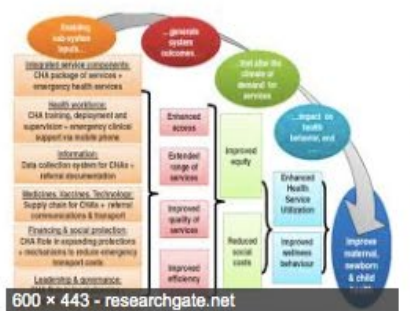 Enabling
sub-system
inputs...
...generate
system
outcomes.
...that alter the
climate of
demand for
services
...impact on
health
behavior, and
Integrated service components:
CHA package of services +
emergency health services
Health workforce:
CHA training, deployment and
supervision + emergency clinical
support via mobile phone
Information:
Data collection system for CHAs +
referral documentation
Medicines, Vaccines, Technology:
Supply chain for CHAs + referral
communications & transport
Financing & social protection:
CHA Role in expanding protections
+ mechanisms to reduce emergency
transport costs
Leadership & governance:
Enhanced
access
Extended
range of
services
Improved
quality of
services
Improved
efficiency
Improved
equity
Reduced
social
costs
Enhanced
Health
Service
Utilization
Improved
wellness
behaviour
Improve
maternal,
newborn
& child
600 × 443 - researchgate.net